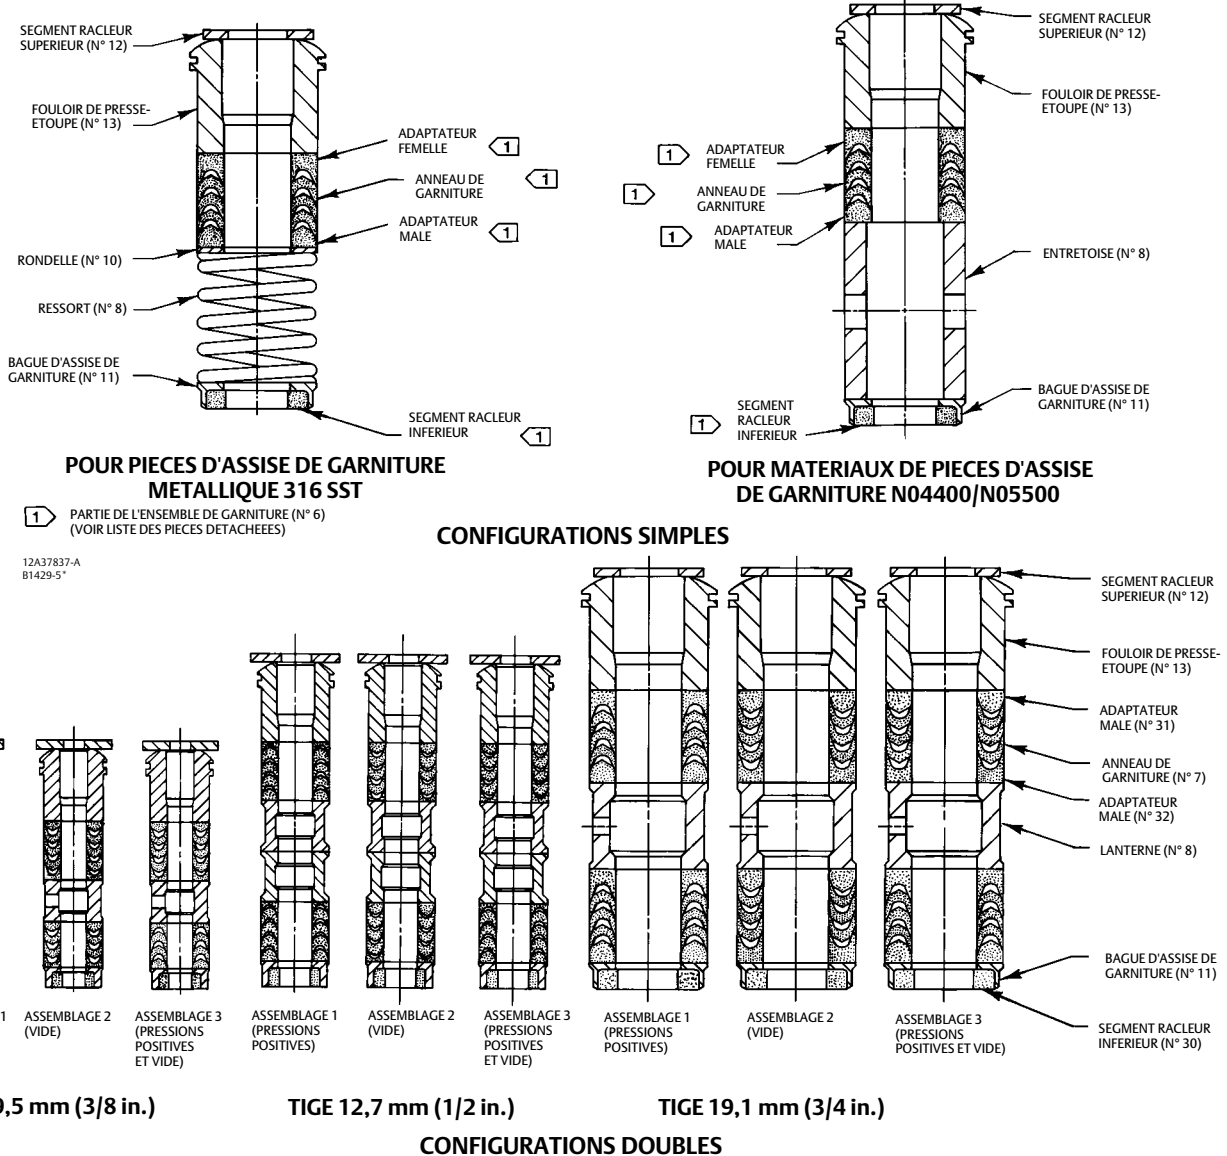 SEGMENT RACLEUR
SUPERIEUR (N° 12)
FOULOIR DE PRESSE-
ETOUPE (N° 13)
ADAPTATEUR
FEMELLE
1
ANNEAU DE
GARNITURE
1
ADAPTATEUR
MALE
1
RONDELLE (N° 10)
RESSORT (N° 8)
BAGUE D'ASSISE DE
GARNITURE (N° 11)
SEGMENT RACLEUR
INFERIEUR
1
POUR PIECES D'ASSISE DE GARNITURE
METALLIQUE 316 SST
SEGMENT RACLEUR
SUPERIEUR (N° 12)
FOULOIR DE PRESSE-
ETOUPE (N° 13)
1
ADAPTATEUR
FEMELLE
1
ANNEAU DE
GARNITURE
1
ADAPTATEUR
MALE
ENTRETOISE (N° 8)
BAGUE D'ASSISE DE
GARNITURE (N° 11)
1
SEGMENT
RACLEUR
INFERIEUR
POUR MATERIAUX DE PIECES D'ASSISE
DE GARNITURE N04400/N05500
1
PARTIE DE L'ENSEMBLE DE GARNITURE (N° 6)
(VOIR LISTE DES PIECES DETACHEEES)
CONFIGURATIONS SIMPLES
12A37837-A
B1429-5*
SEGMENT RACLEUR
SUPERIEUR (N° 12)
FOULOIR DE PRESSE-
ETOUPE (N° 13)
ADAPTATEUR
MALE (N° 31)
ANNEAU DE
GARNITURE (N° 7)
ADAPTATEUR
MALE (N° 32)
LANTERNE (N° 8)
BAGUE D'ASSISE DE
GARNITURE (N° 11)
SEGMENT RACLEUR
INFERIEUR (N° 30)
1
ASSEMBLAGE 2
(VIDE)
ASSEMBLAGE 3
(PRESSIONS
POSITIVES
ET VIDE)
ASSEMBLAGE 1
(PRESSIONS
POSITIVES)
ASSEMBLAGE 2
(VIDE)
ASSEMBLAGE 3
(PRESSIONS
POSITIVES
ET VIDE)
ASSEMBLAGE 1
(PRESSIONS
POSITIVES)
ASSEMBLAGE 2
(VIDE)
ASSEMBLAGE 3
(PRESSIONS
POSITIVES ET VIDE)
,5 mm (3/8 in.)
TIGE 12,7 mm (1/2 in.)
TIGE 19,1 mm (3/4 in.)
CONFIGURATIONS DOUBLES